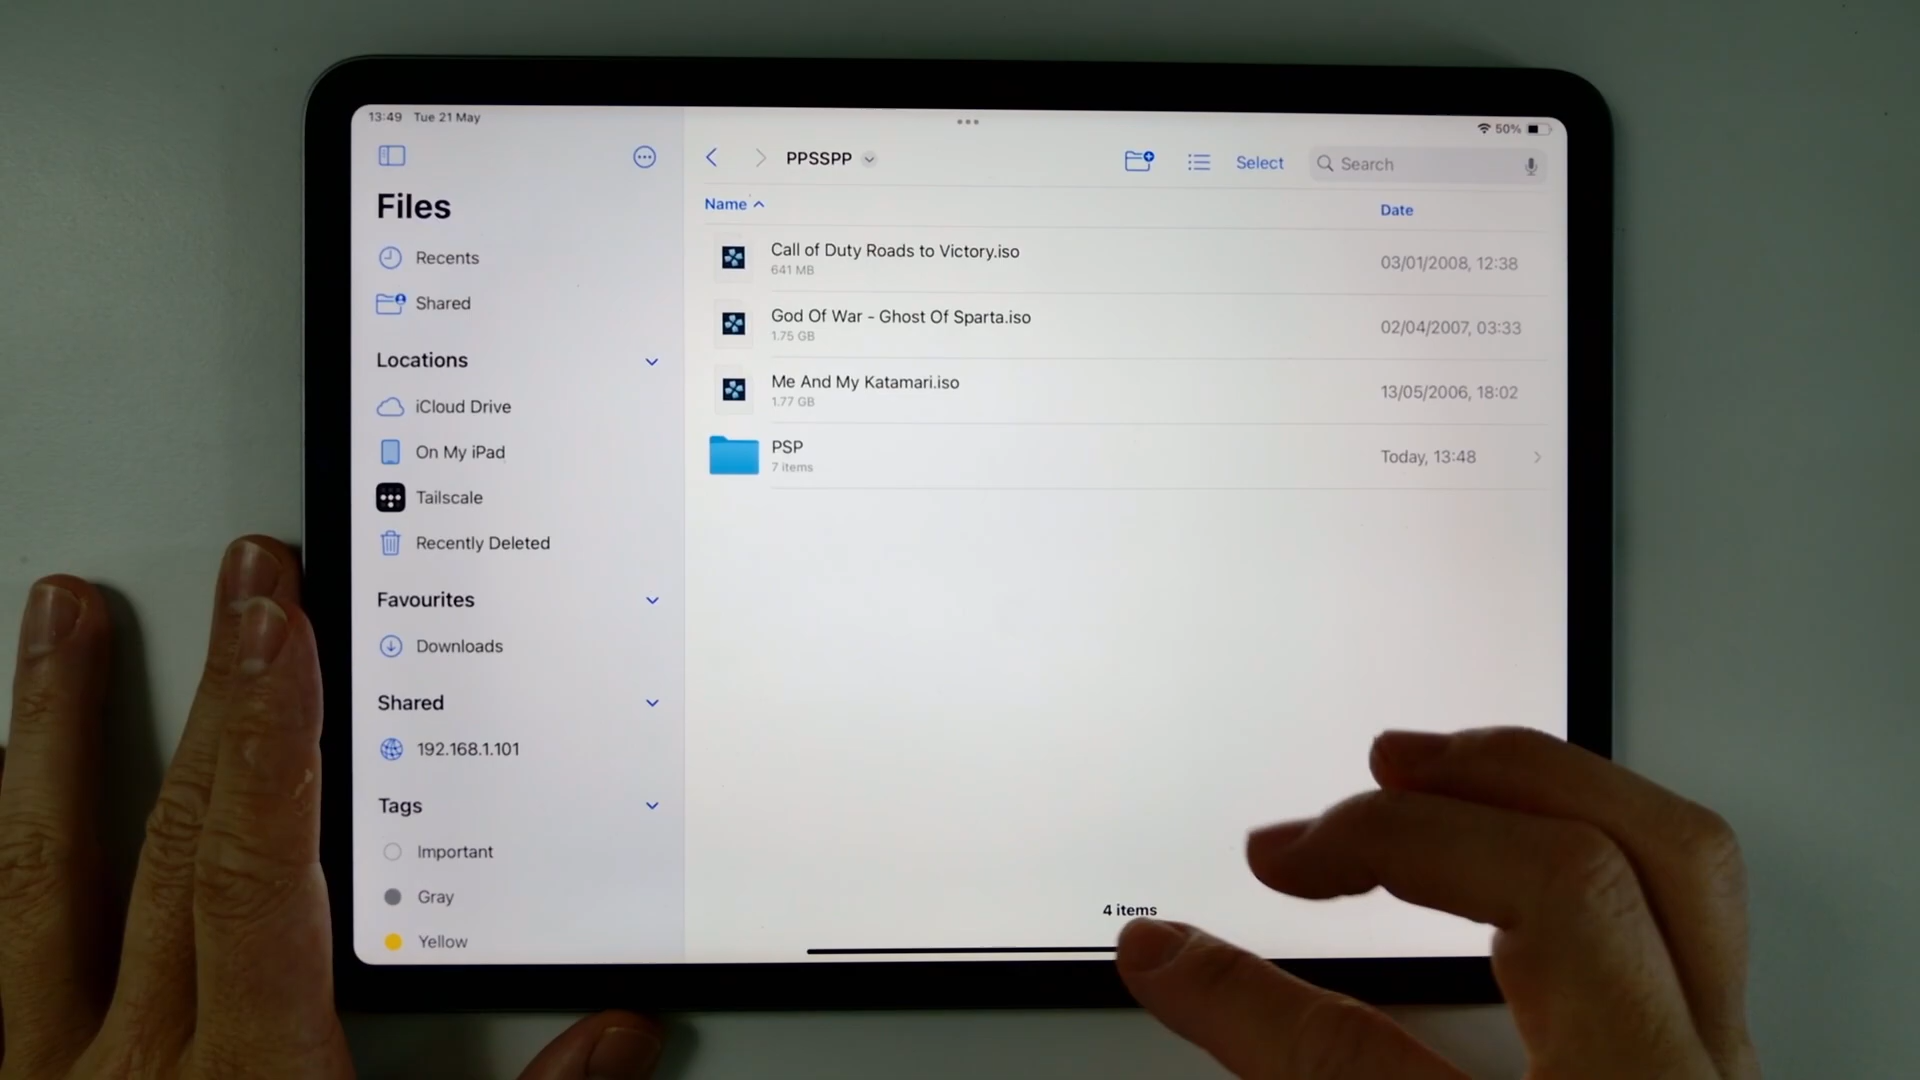 13:49 Tue 21 May
50%
Files
Recents
Shared
Locations
iCloud Drive
On My iPad
Tailscale
Recently Deleted
Favourites
Downloads
Shared
192.168.1.101
Tags
Important
Gray
Yellow
PPSSPP
Select
Search
Name
Date
Call of Duty Roads to Victory.iso
641 MB
03/01/2008, 12:38
God Of War - Ghost Of Sparta.iso
1.75 GB
02/04/2007, 03:33
Me And My Katamari.iso
1.77 GB
13/05/2006, 18:02
PSP
7 items
Today, 13:48
4 items